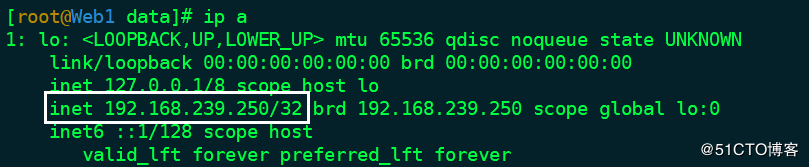 [root@Web1 data]# ip a
1: lo: <LOOPBACK,UP,LOWER_UP> mtu 65536 qdisc noqueue state UNKNOWN
link/loopback 00:00:00:00:00:00 brd 00:00:00:00:00:00
inet 127.0.0.1/8 scope host lo
inet 192.168.239.250/32 brd 192.168.239.250 scope global lo:0
inet6 ::1/128 scope host
valid_lft forever preferred_lft forever
@51CTO博客